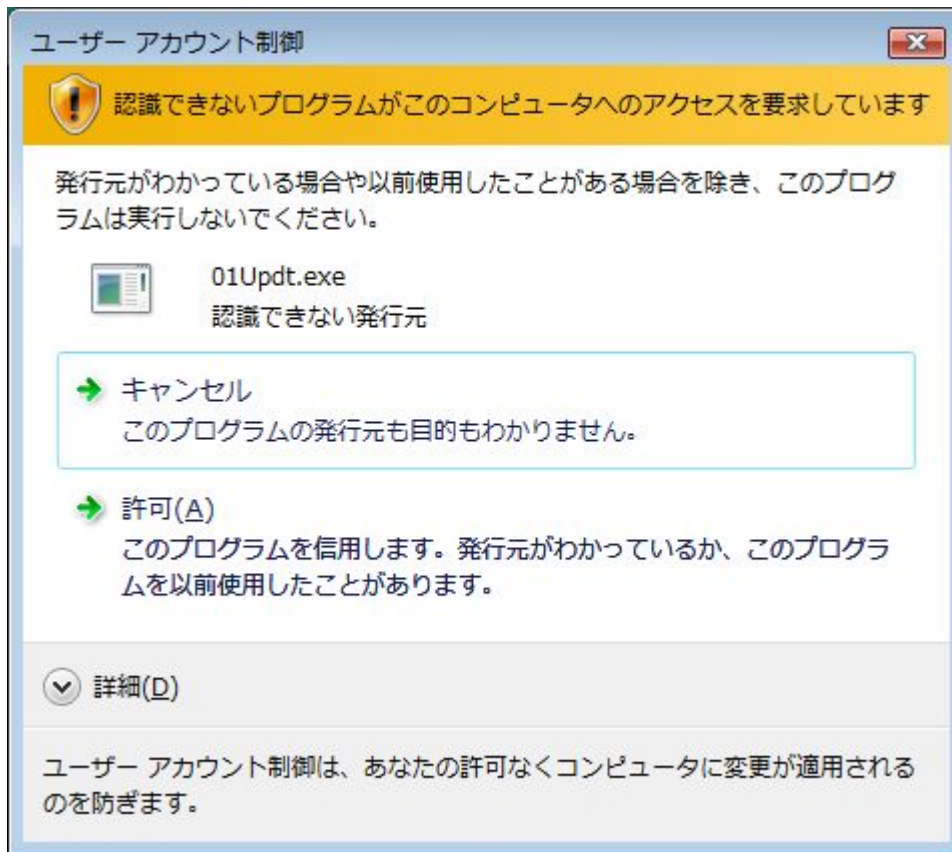 ユーザー アカウント制御
認識できないプログラムがこのコンピュータへのアクセスを要求しています
発行元がわかっている場合や以前使用したことがある場合を除き、このプログ
ラムは実行しないでください。
01Updt.exe
認識できない発行元
キャンセル
このプログラムの発行元も目的もわかりません。
許可(A)
このプログラムを信用します。発行元がわかっているか、このプログラ
ムを以前使用したことがあります。
詳細(D)
ユーザー アカウント制御は、あなたの許可なくコンピュータに変更が適用される
のを防ぎます。